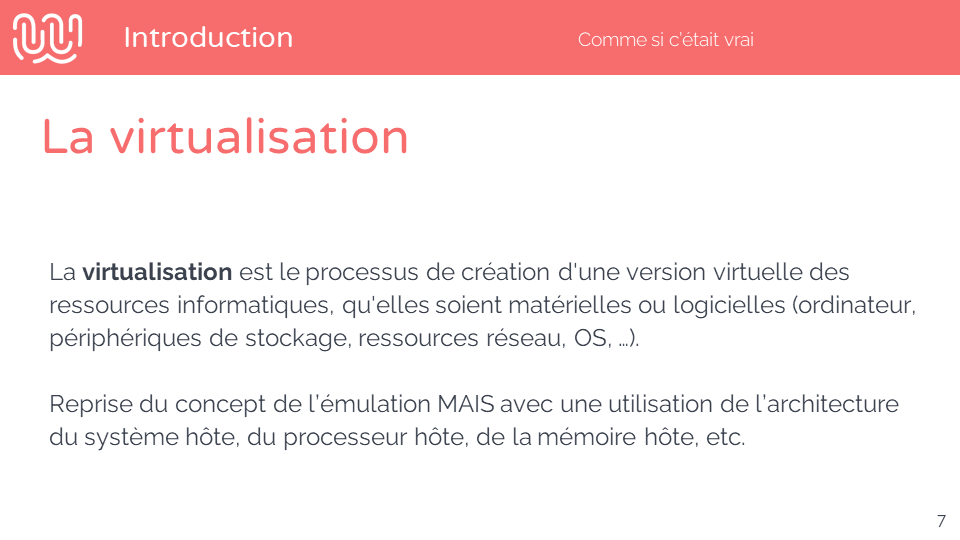 Introduction
Comme si c'était vrai
La virtualisation
La virtualisation est le processus de création d'une version virtuelle des
ressources informatiques, qu'elles soient matérielles ou logicielles (ordinateur,
périphériques de stockage, ressources réseau, OS, …).
Reprise du concept de l’émulation MAIS avec une utilisation de l’architecture
du système hôte, du processeur hôte, de la mémoire hôte, etc.
7